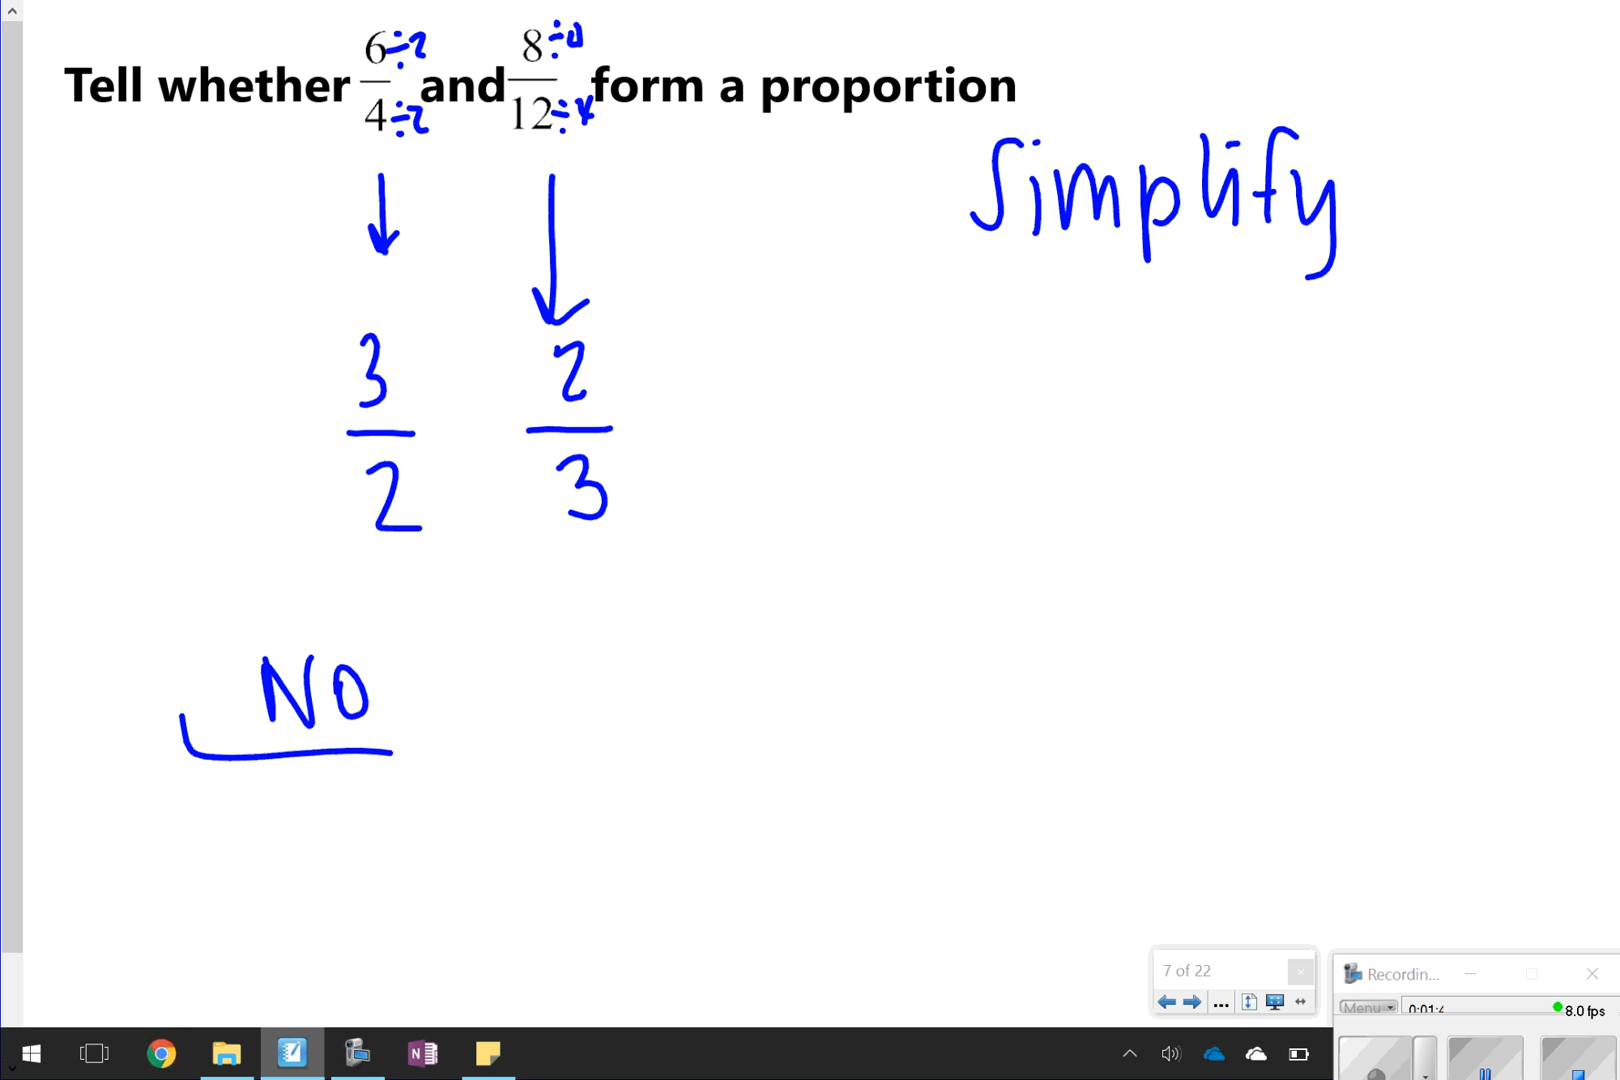 6÷2 8÷
Tell whether and form a proportion
4÷2 12÷4
Simplify
3 2
2 3
NO
7 of 22
Recordin...
Menu
8.0 fps
N